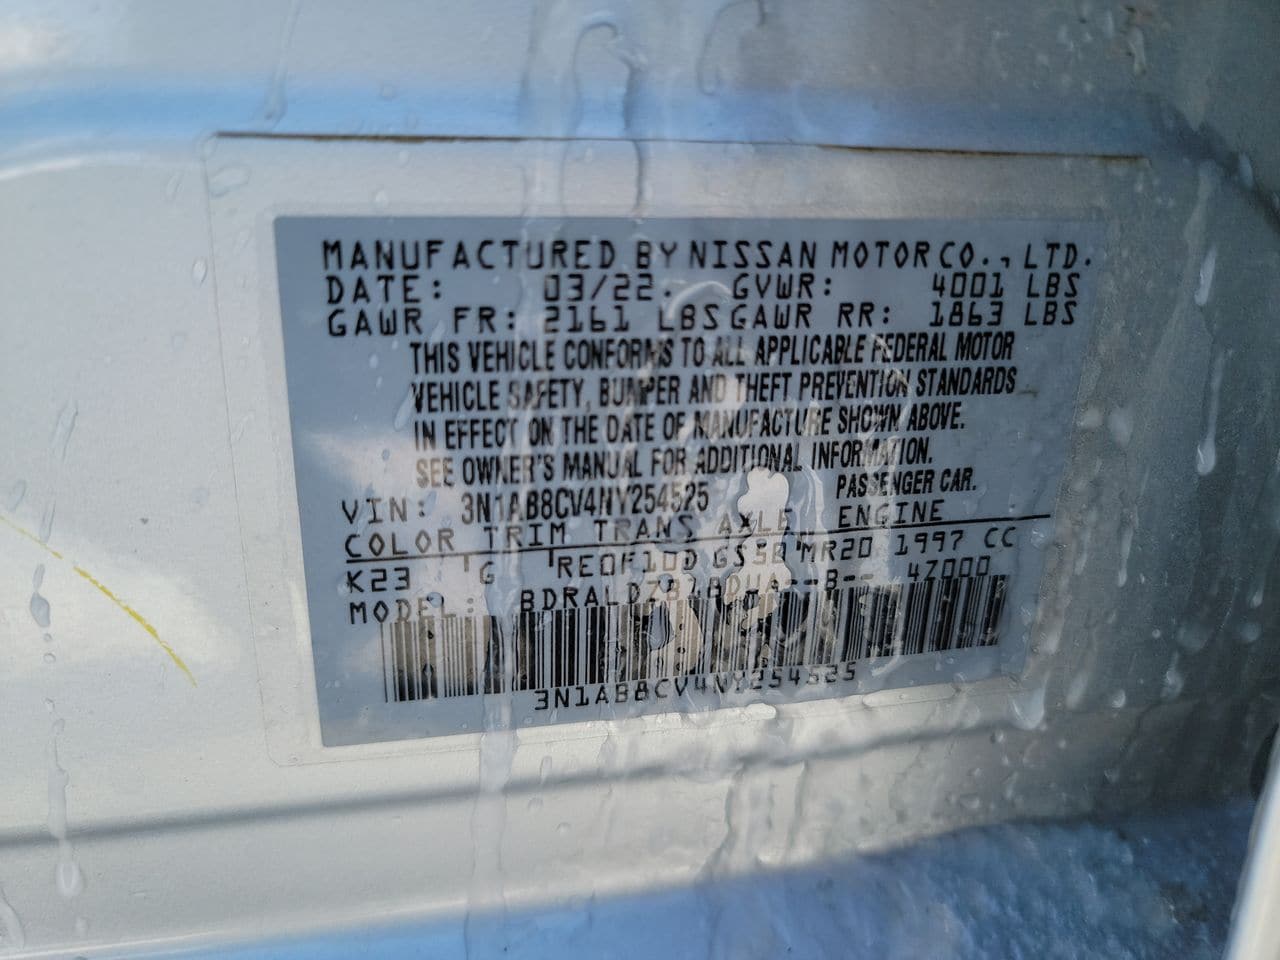 MANUFACTURED BY NISSAN MOTOR CO., LTD.
DATE: 03/22. GVWR: 4001 LBS
GAWR FR: 2161 LBS GAWR RR: 1863 LBS
THIS VEHICLE CONFORMS TO ALL APPLICABLE FEDERAL MOTOR
VEHICLE SAFETY, BUMPER AND THEFT PREVENTION STANDARDS
IN EFFECT ON THE DATE OF MANUFACTURE SHOWN ABOVE.
SEE OWNER'S MANUAL FOR ADDITIONAL INFORMATION.
VIN: 3N1AB8CV4NY254525 PASSENGER CAR.
COLOR TRIM TRANS AXLE ENGINE
K23 G RE0F10D MR20 1997 CC
MODEL:
3N1AB8CV4NY254525